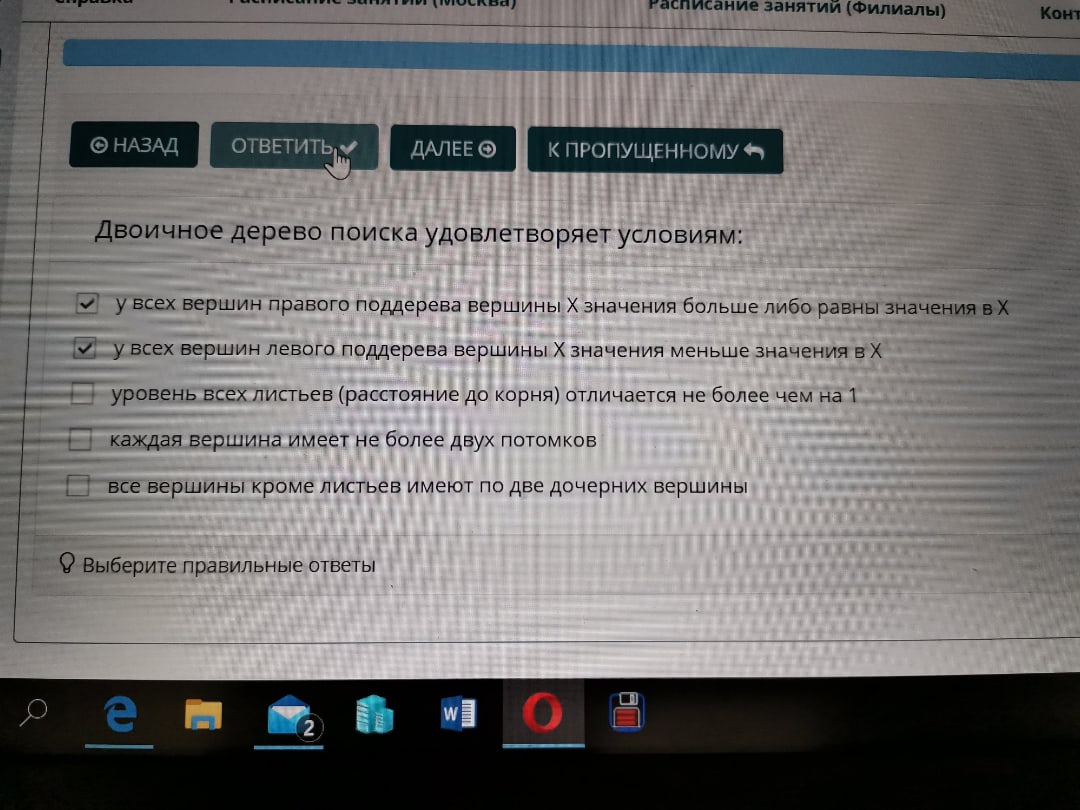 Справка Расписание занятий (Москва) Расписание занятий (Филиалы)
НАЗАД ОТВЕТИТЬ ДАЛЕЕ К ПРОПУЩЕННОМУ
Двоичное дерево поиска удовлетворяет условиям:
у всех вершин правого поддерева вершины X значения больше либо равны значения в X
у всех вершин левого поддерева вершины X значения меньше значения в X
уровень всех листьев (расстояние до корня) отличается не более чем на 1
каждая вершина имеет не более двух потомков
все вершины кроме листьев имеют по две дочерних вершины
Выберите правильные ответы
2 W